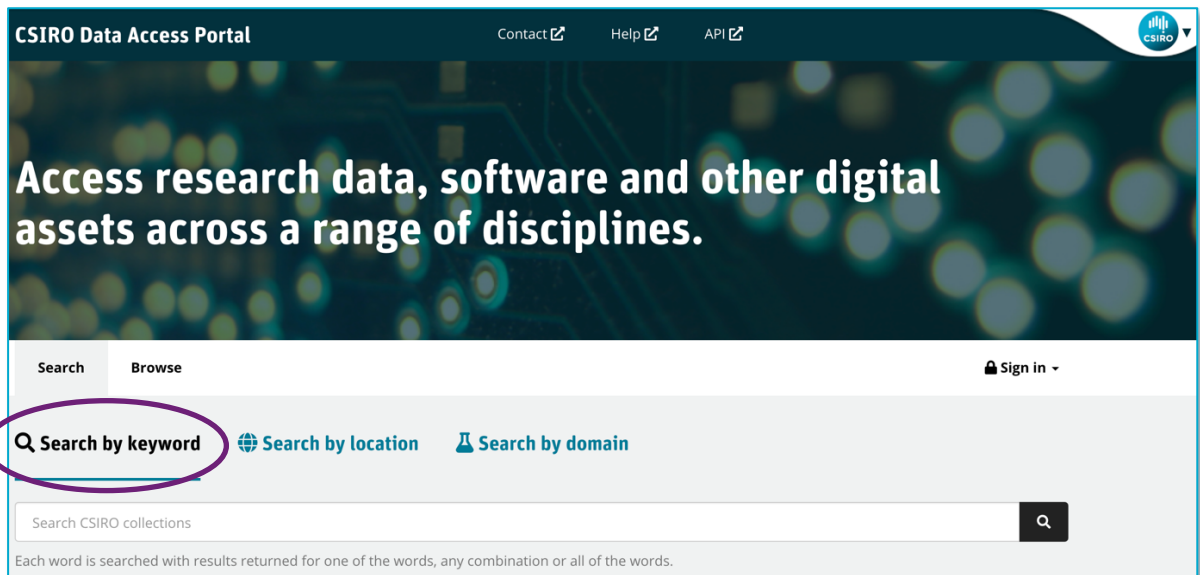 CSIRO Data Access Portal
Contact
Help
API
CSIRO
Access research data, software and other digital
assets across a range of disciplines.
Search
Browse
Sign in
Search by keyword
Search by location
Search by domain
Search CSIRO collections
Each word is searched with results returned for one of the words, any combination or all of the words.